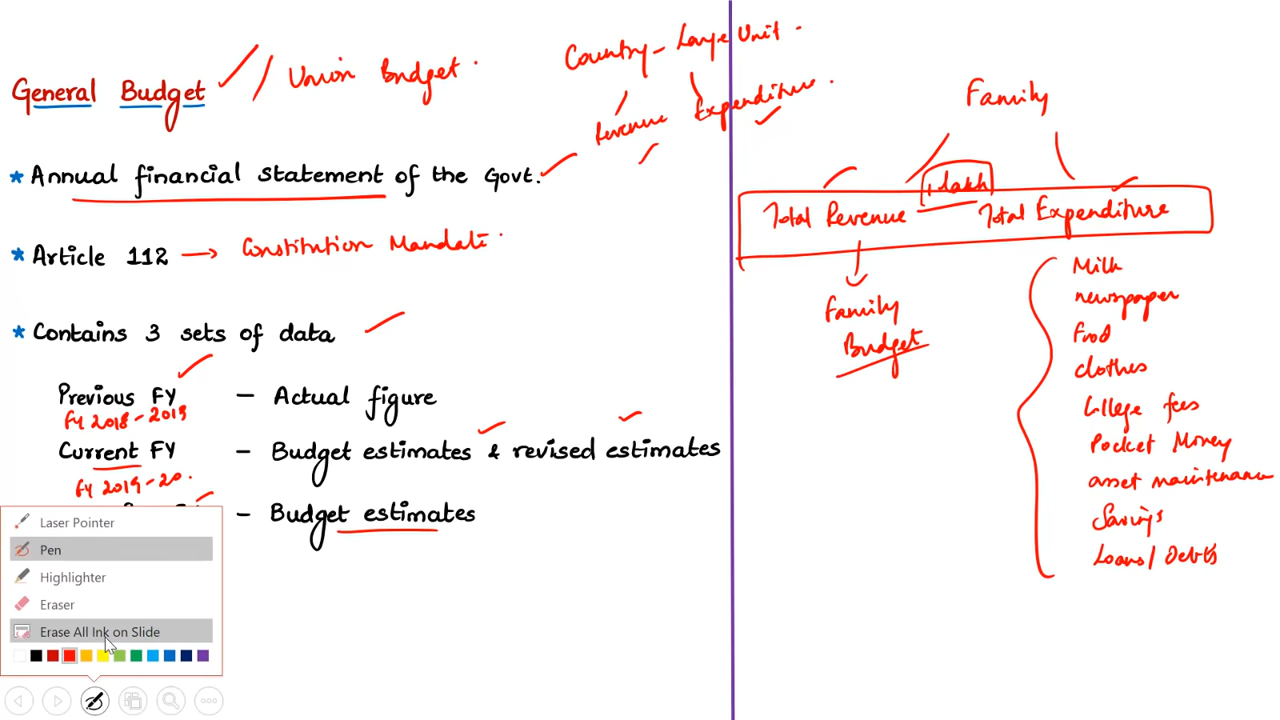 General Budget / Union Budget.
Country - Large Unit
Revenue Expenditure
* Annual financial statement of the Govt.
* Article 112 → Constitution Mandate
* Contains 3 sets of data
Previous FY - Actual figure
FY 2018-2019
Current FY - Budget estimates & revised estimates
FY 2019-20.
- Budget estimates
Laser Pointer
Pen
Highlighter
Eraser
Erase All Ink on Slide
Family
1 lakh
Total Revenue Total Expenditure
Family
Budget
Milk
newspaper
Food
clothes
College fees
Pocket Money
asset maintenance
Savings
Loans/ Debts